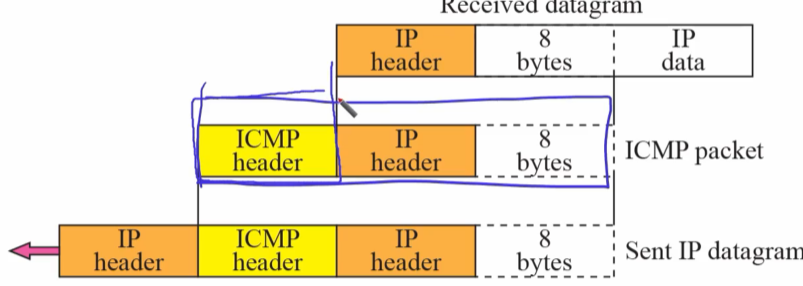 Received datagram
IP header
8 bytes
IP data
ICMP header
IP header
8 bytes
ICMP packet
IP header
ICMP header
IP header
8 bytes
Sent IP datagram